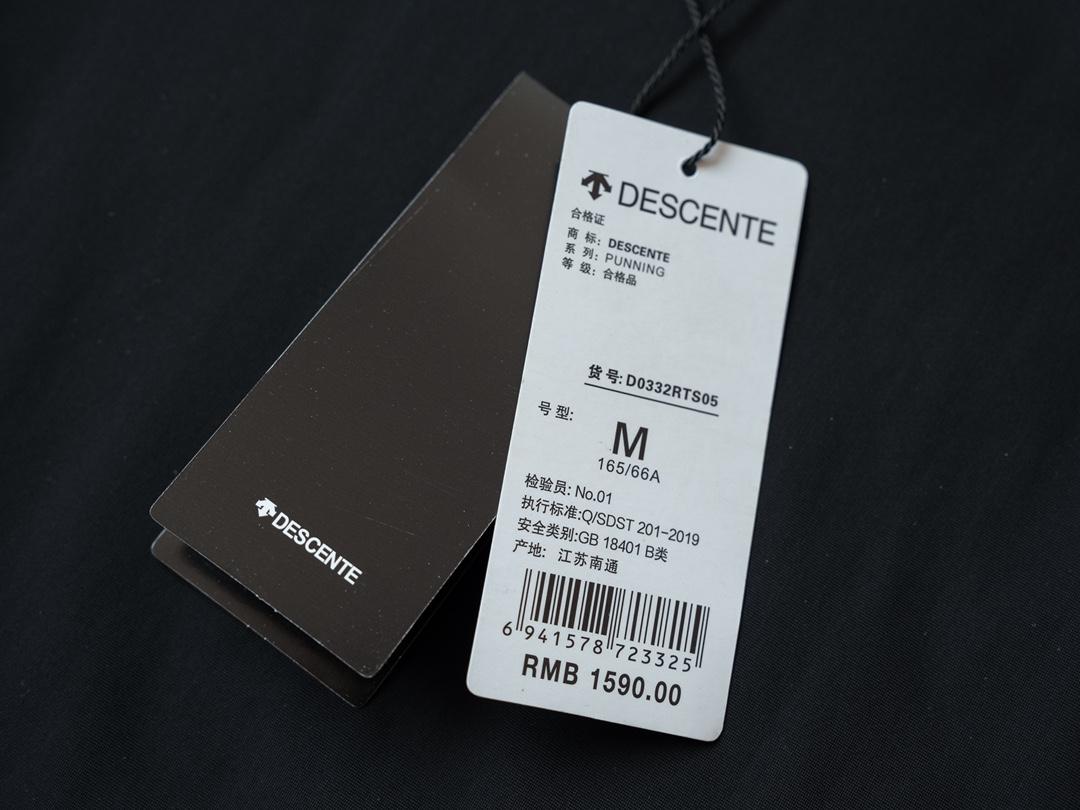 DESCENTE
DESCENTE
合格证
商 标: DESCENTE
系 列: PUNNING
等 级: 合格品
货号: D0332RTS05
号型:
M
165/66A
检验员: No.01
执行标准:Q/SDST 201-2019
安全类别:GB 18401 B类
产地: 江苏南通
6 941578 723325
RMB 1590.00